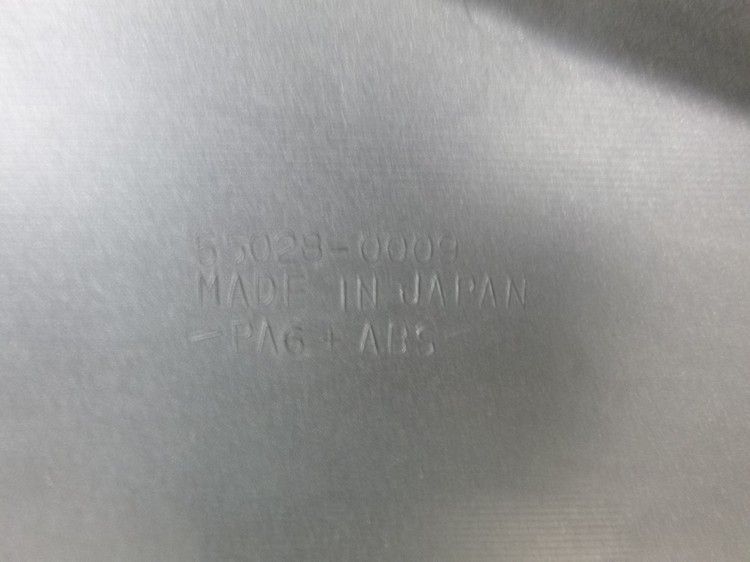 55028-0009
MADE IN JAPAN
-PA6 + ABS-